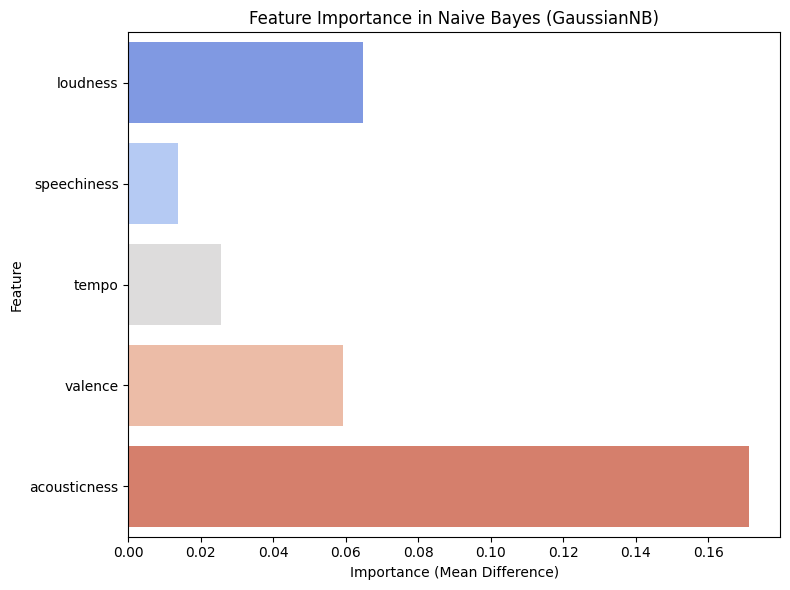 Feature Importance in Naive Bayes (GaussianNB)
Feature
loudness
speechiness
tempo
valence
acousticness
0.00 0.02 0.04 0.06 0.08 0.10 0.12 0.14 0.16
Importance (Mean Difference)